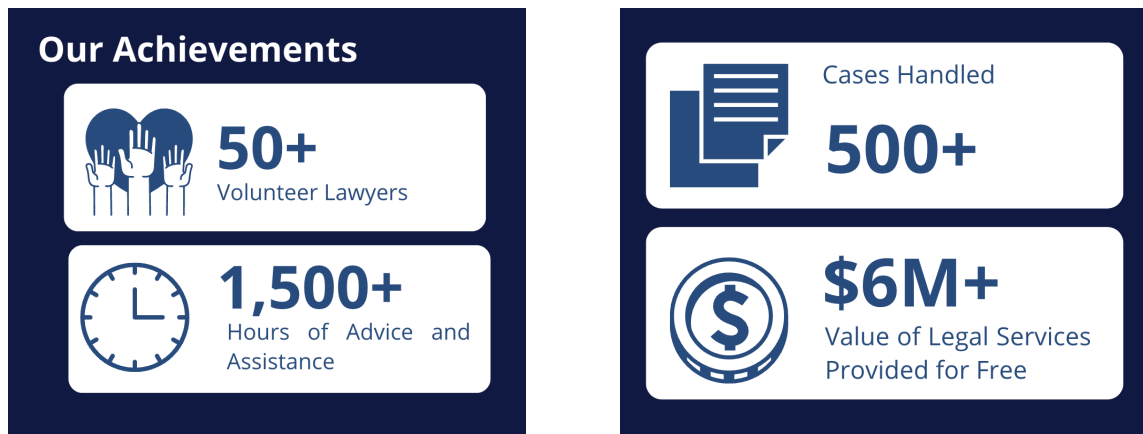 Our Achievements
50+
Volunteer Lawyers
1,500+
Hours of Advice and
Assistance
Cases Handled
500+
$6M+
Value of Legal Services
Provided for Free